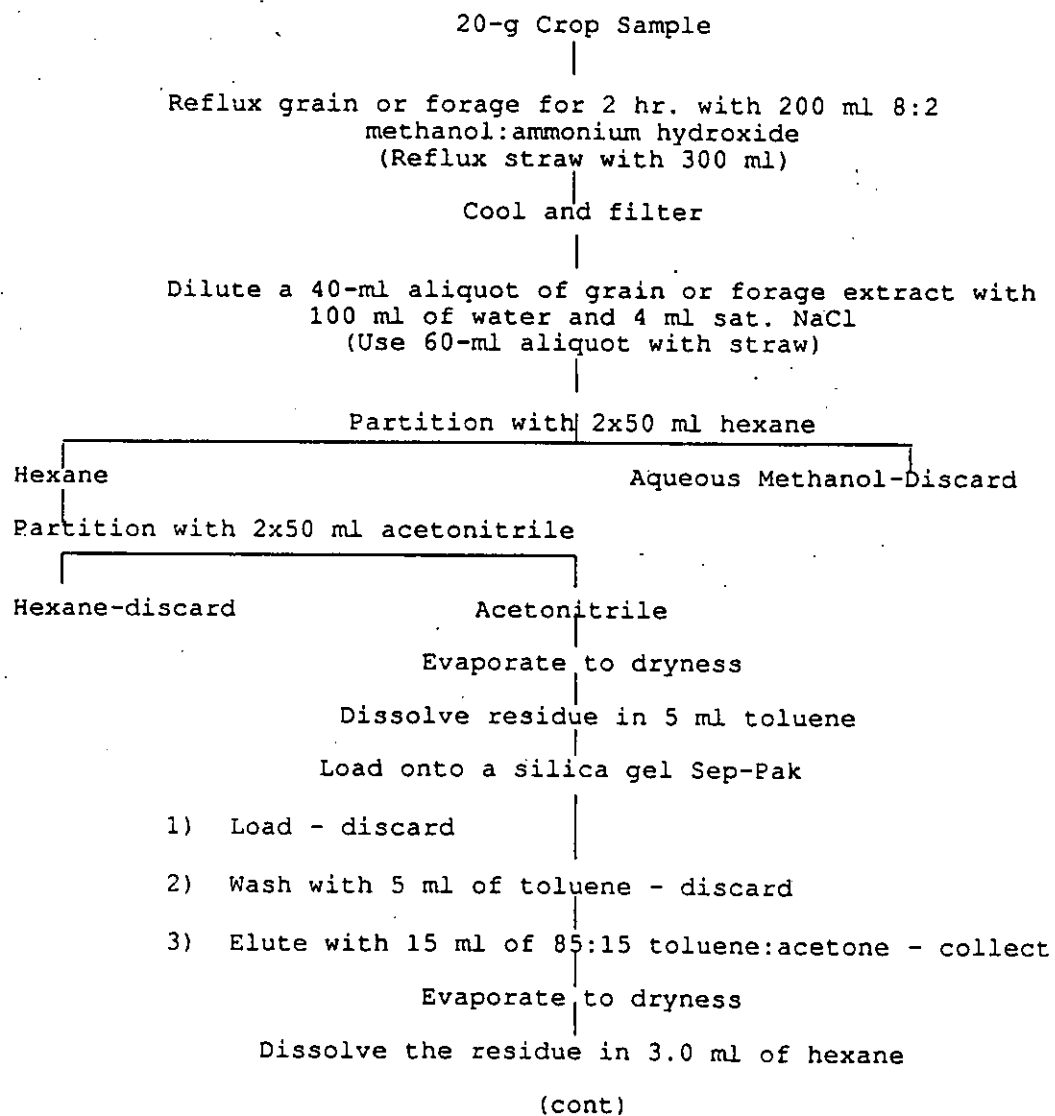 20-g Crop Sample
Reflux grain or forage for 2 hr. with 200 ml 8:2
methanol:ammonium hydroxide
(Reflux straw with 300 ml)
Cool and filter
Dilute a 40-ml aliquot of grain or forage extract with
100 ml of water and 4 ml sat. NaCl
(Use 60-ml aliquot with straw)
Partition with 2x50 ml hexane
Hexane
Aqueous Methanol-Discard
Partition with 2x50 ml acetonitrile
Hexane-discard
Acetonitrile
Evaporate to dryness
Dissolve residue in 5 ml toluene
Load onto a silica gel Sep-Pak
1) Load - discard
2) Wash with 5 ml of toluene - discard
3) Elute with 15 ml of 85:15 toluene:acetone - collect
Evaporate to dryness
Dissolve the residue in 3.0 ml of hexane
(cont)